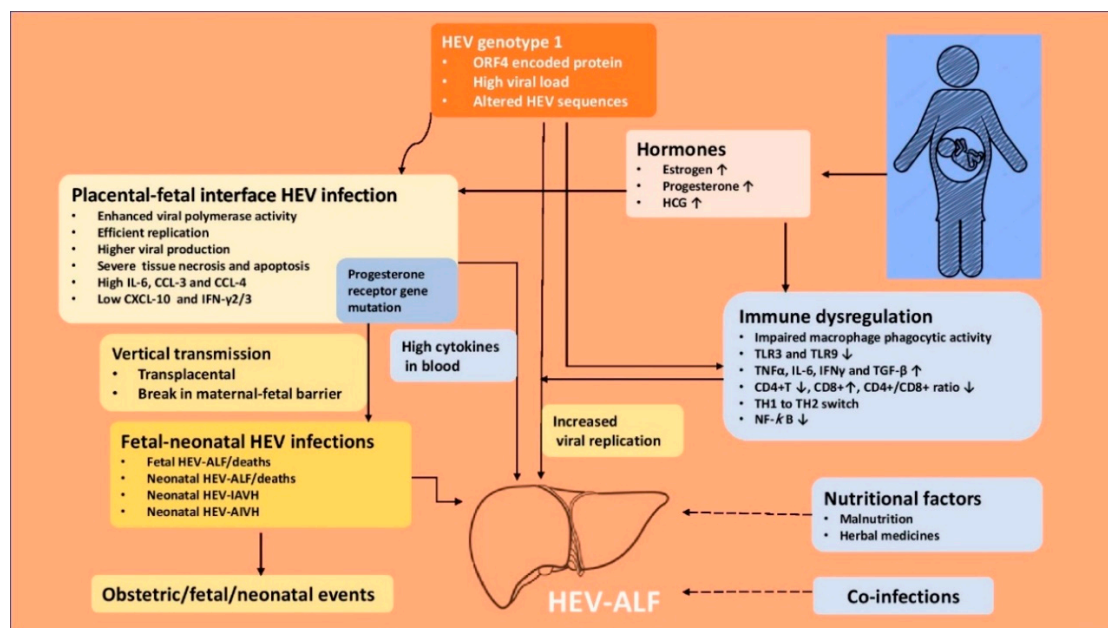 HEV genotype 1
• ORF4 encoded protein
• High viral load
• Altered HEV sequences
Hormones
• Estrogen ↑
• Progesterone ↑
• HCG ↑
Placental-fetal interface HEV infection
• Enhanced viral polymerase activity
• Efficient replication
• Higher viral production
• Severe tissue necrosis and apoptosis
• High IL-6, CCL-3 and CCL-4
• Low CXCL-10 and IFN-γ2/3
Progesterone
receptor gene
mutation
Immune dysregulation
• Impaired macrophage phagocytic activity
• TLR3 and TLR9 ↓
• TNFα, IL-6, IFNγ and TGF-β ↑
• CD4+T ↓, CD8+↑, CD4+/CD8+ ratio ↓
• TH1 to TH2 switch
• NF-k B ↓
High cytokines
in blood
Vertical transmission
• Transplacental
• Break in maternal-fetal barrier
Increased
viral replication
Fetal-neonatal HEV infections
• Fetal HEV-ALF/deaths
• Neonatal HEV-ALF/deaths
• Neonatal HEV-IAVH
• Neonatal HEV-AIVH
Nutritional factors
• Malnutrition
• Herbal medicines
Obstetric/fetal/neonatal events
HEV-ALF
Co-infections